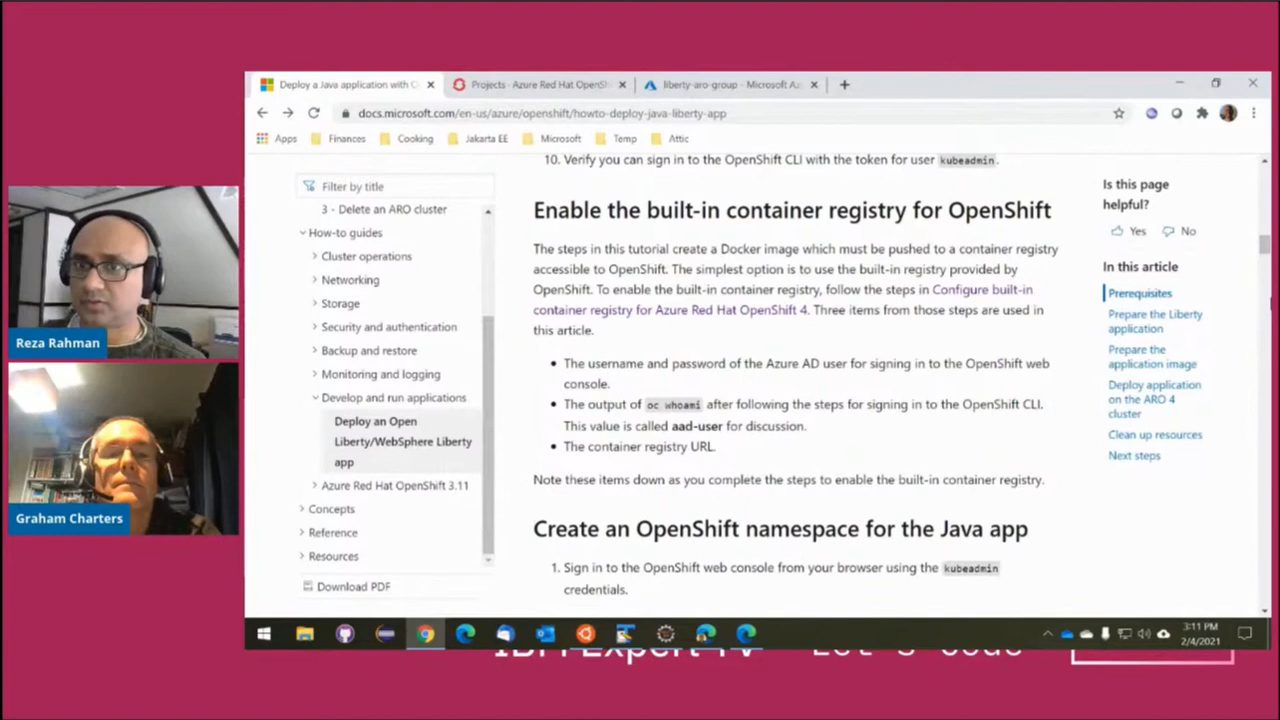 Deploy a Java application with O
Projects · Azure Red Hat OpenShi
liberty-aro-group - Microsoft Az
docs.microsoft.com/en-us/azure/openshift/howto-deploy-java-liberty-app
Apps
Finances
Cooking
Jakarta EE
Microsoft
Temp
Attic
Filter by title
3 - Delete an ARO cluster
How-to guides
Cluster operations
Networking
Storage
Security and authentication
Backup and restore
Monitoring and logging
Develop and run applications
Deploy an Open
Liberty/WebSphere Liberty
app
Azure Red Hat OpenShift 3.11
Concepts
Reference
Resources
Download PDF
10. Verify you can sign in to the OpenShift CLI with the token for user kubeadmin.
Enable the built-in container registry for OpenShift
The steps in this tutorial create a Docker image which must be pushed to a container registry
accessible to OpenShift. The simplest option is to use the built-in registry provided by
OpenShift. To enable the built-in container registry, follow the steps in Configure built-in
container registry for Azure Red Hat OpenShift 4. Three items from those steps are used in
this article.
• The username and password of the Azure AD user for signing in to the OpenShift web
console.
• The output of oc whoami after following the steps for signing in to the OpenShift CLI.
This value is called aad-user for discussion.
• The container registry URL.
Note these items down as you complete the steps to enable the built-in container registry.
Create an OpenShift namespace for the Java app
1. Sign in to the OpenShift web console from your browser using the kubeadmin
credentials.
Is this page
helpful?
Yes
No
In this article
Prerequisites
Prepare the Liberty
application
Prepare the
application image
Deploy application
on the ARO 4
cluster
Clean up resources
Next steps
Reza Rahman
Graham Charters
3:11 PM
2/4/2021
IBM Expert TV
Let's Code